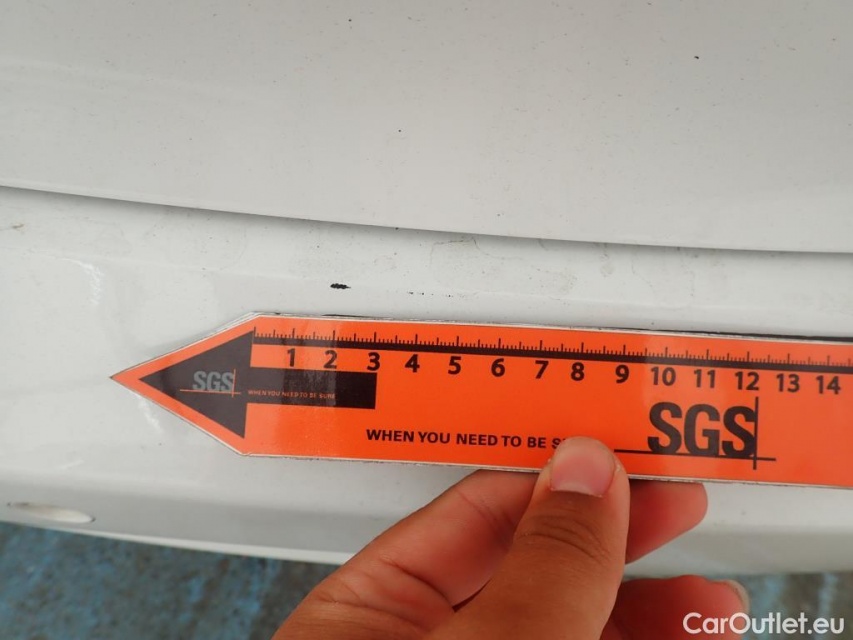 1 2 3 4 5 6 7 8 9 10 11 12 13 14
SGS
WHEN YOU NEED TO BE SURE
SGS
WHEN YOU NEED TO BE S
CarOutlet.eu